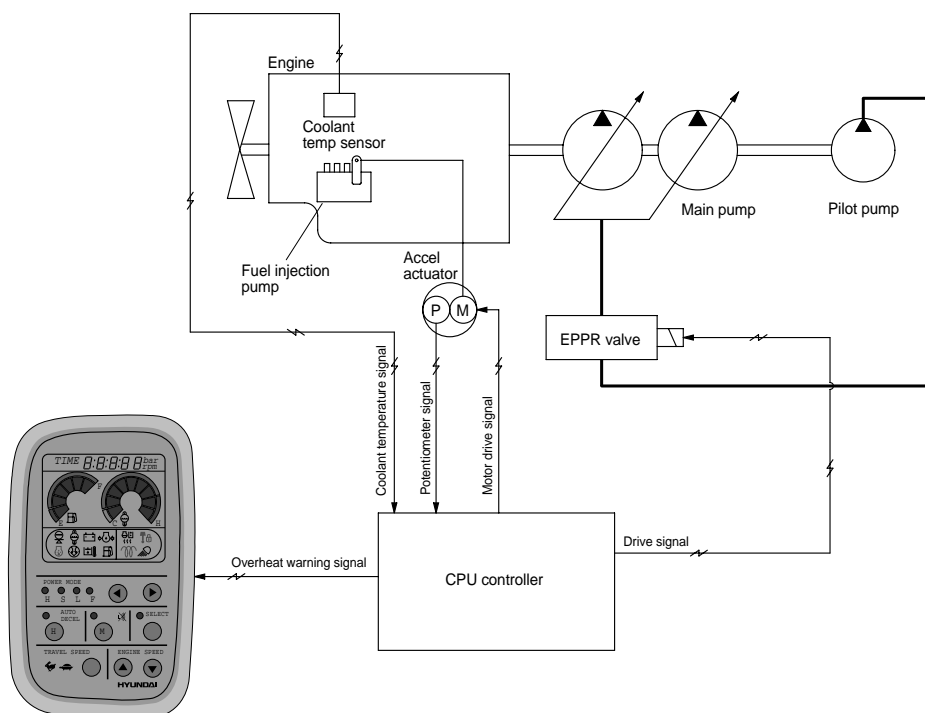 Engine
Coolant
temp sensor
Main pump
Pilot pump
Fuel injection
pump
Accel
actuator
P
M
EPPR valve
Coolant temperature signal
Potentiometer signal
Motor drive signal
Drive signal
CPU controller
Overheat warning signal
TIME 8:8888 bar
rpm
F
E
C
H
POWER MODE
H S L F
AUTO
DECEL
SELECT
H
M
TRAVEL SPEED
ENGINE SPEED
HYUNDAI